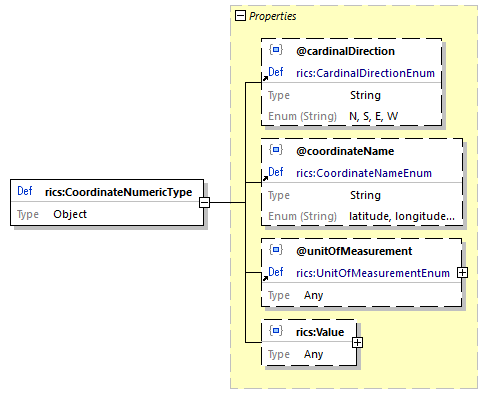 Properties
@cardinalDirection
Def rics:CardinalDirectionEnum
Type String
Enum (String) N, S, E, W
@coordinateName
Def rics:CoordinateNameEnum
Type String
Enum (String) latitude, longitude...
Def rics:CoordinateNumericType
Type Object
@unitOfMeasurement
Def rics:UnitOfMeasurementEnum
Type Any
rics:Value
Type Any